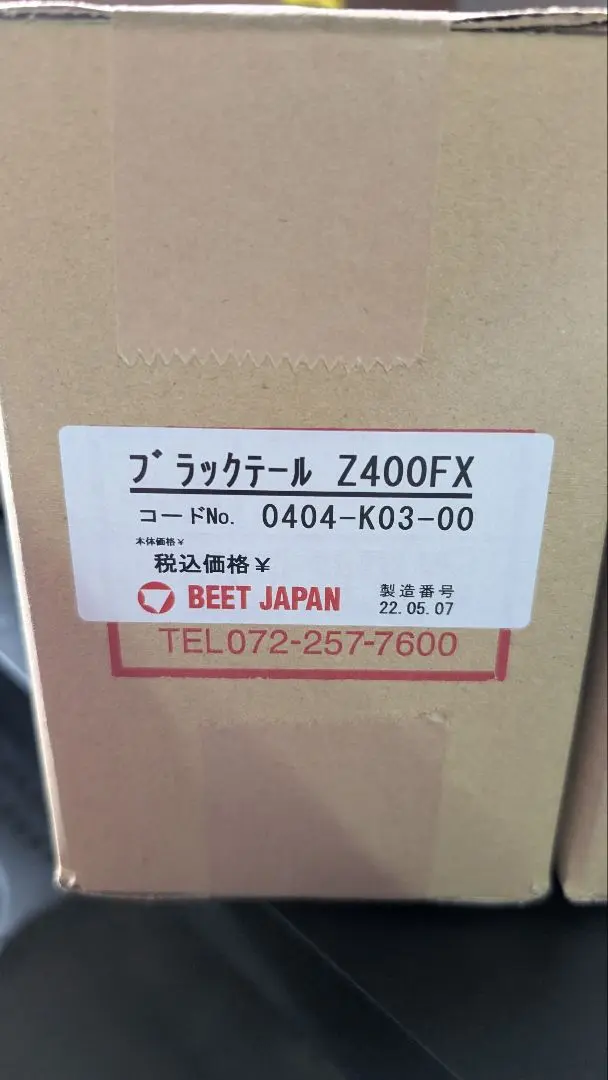 ブラックテール Z400FX
コードNo. 0404-K03-00
本体価格¥
税込価格¥
BEET JAPAN
製造番号
22.05.07
TEL072-257-7600